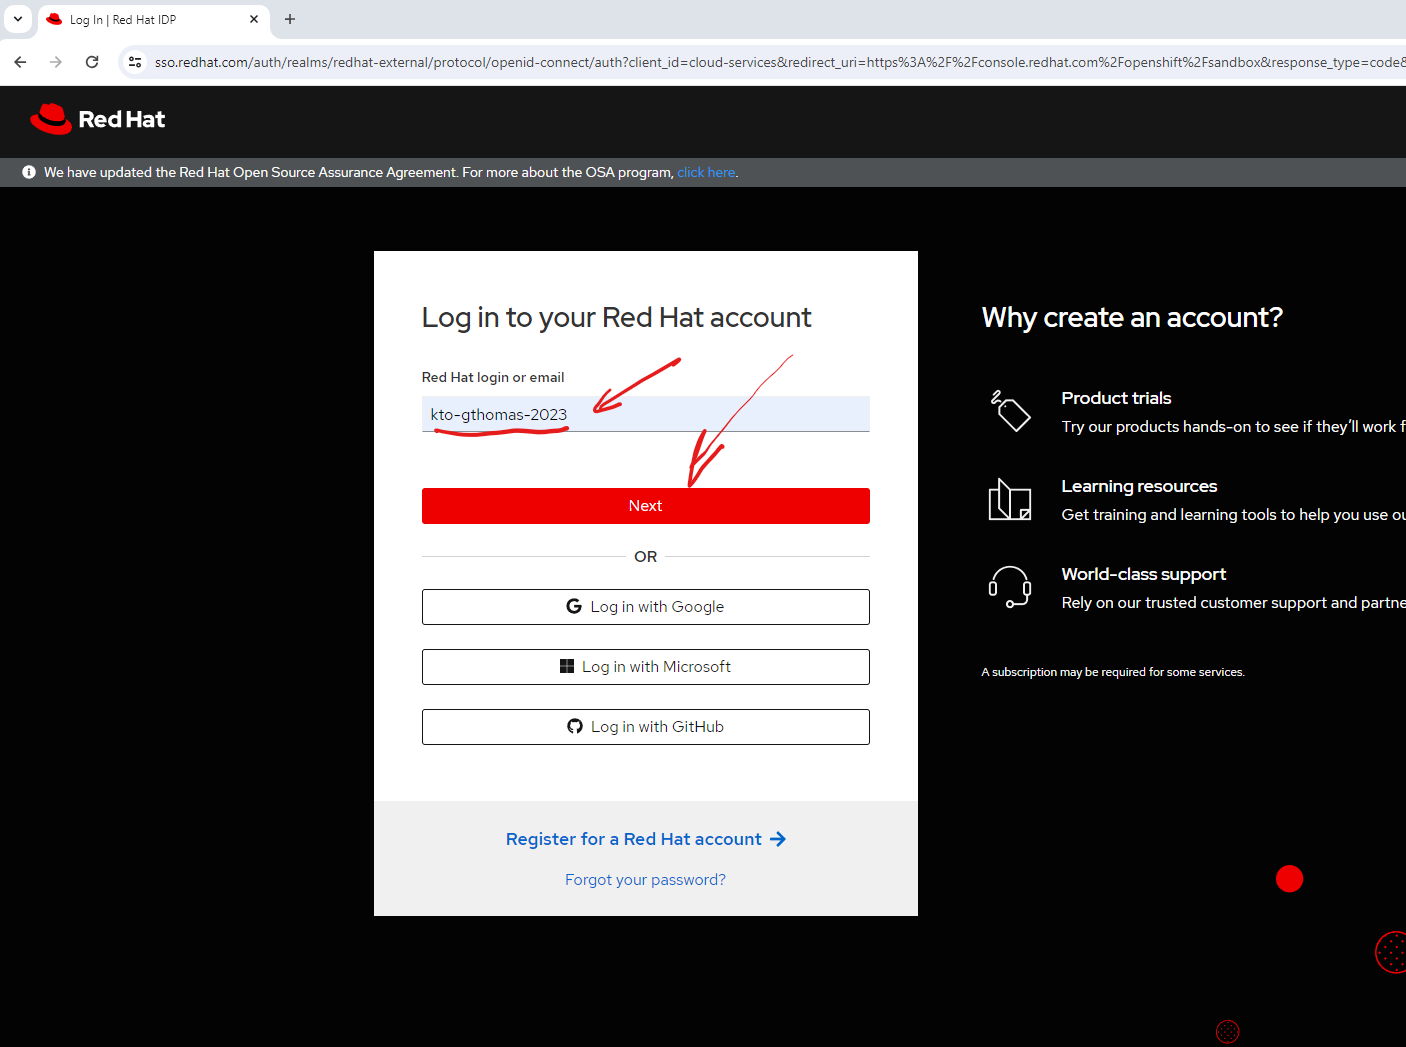 Log In | Red Hat IDP
sso.redhat.com/auth/realms/redhat-external/protocol/openid-connect/auth?client_id=cloud-services&redirect_uri=https%3A%2F%2Fconsole.redhat.com%2Fopenshift%2Fsandbox&response_type=code&
Red Hat
We have updated the Red Hat Open Source Assurance Agreement. For more about the OSA program, click here.
Log in to your Red Hat account
Red Hat login or email
kto-gthomas-2023
Next
OR
Log in with Google
Log in with Microsoft
Log in with GitHub
Register for a Red Hat account
Forgot your password?
Why create an account?
Product trials
Try our products hands-on to see if they'll work f
Learning resources
Get training and learning tools to help you use ou
World-class support
Rely on our trusted customer support and partne
A subscription may be required for some services.